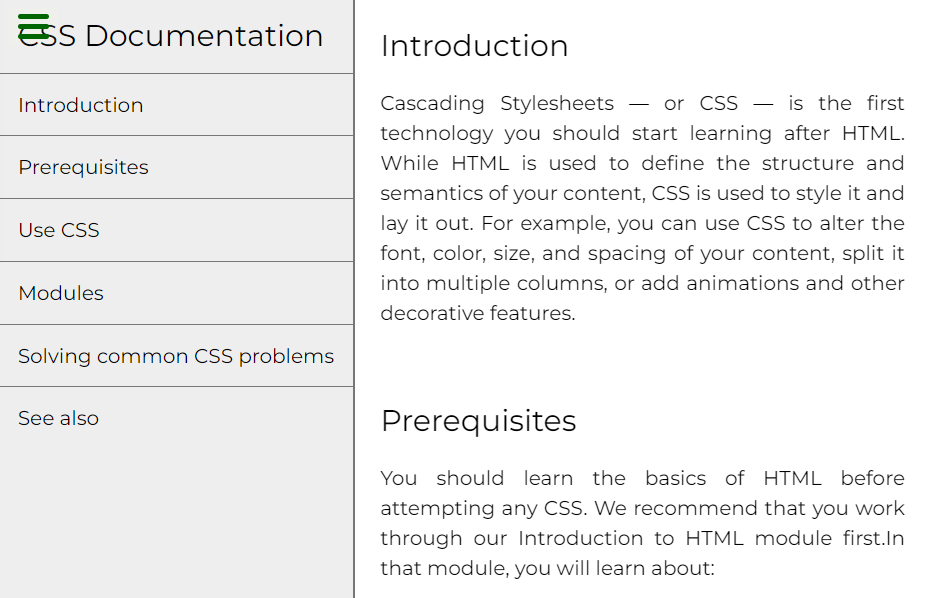 CSS Documentation
Introduction
Prerequisites
Use CSS
Modules
Solving common CSS problems
See also
Introduction
Cascading Stylesheets — or CSS — is the first
technology you should start learning after HTML.
While HTML is used to define the structure and
semantics of your content, CSS is used to style it and
lay it out. For example, you can use CSS to alter the
font, color, size, and spacing of your content, split it
into multiple columns, or add animations and other
decorative features.
Prerequisites
You should learn the basics of HTML before
attempting any CSS. We recommend that you work
through our Introduction to HTML module first.In
that module, you will learn about: